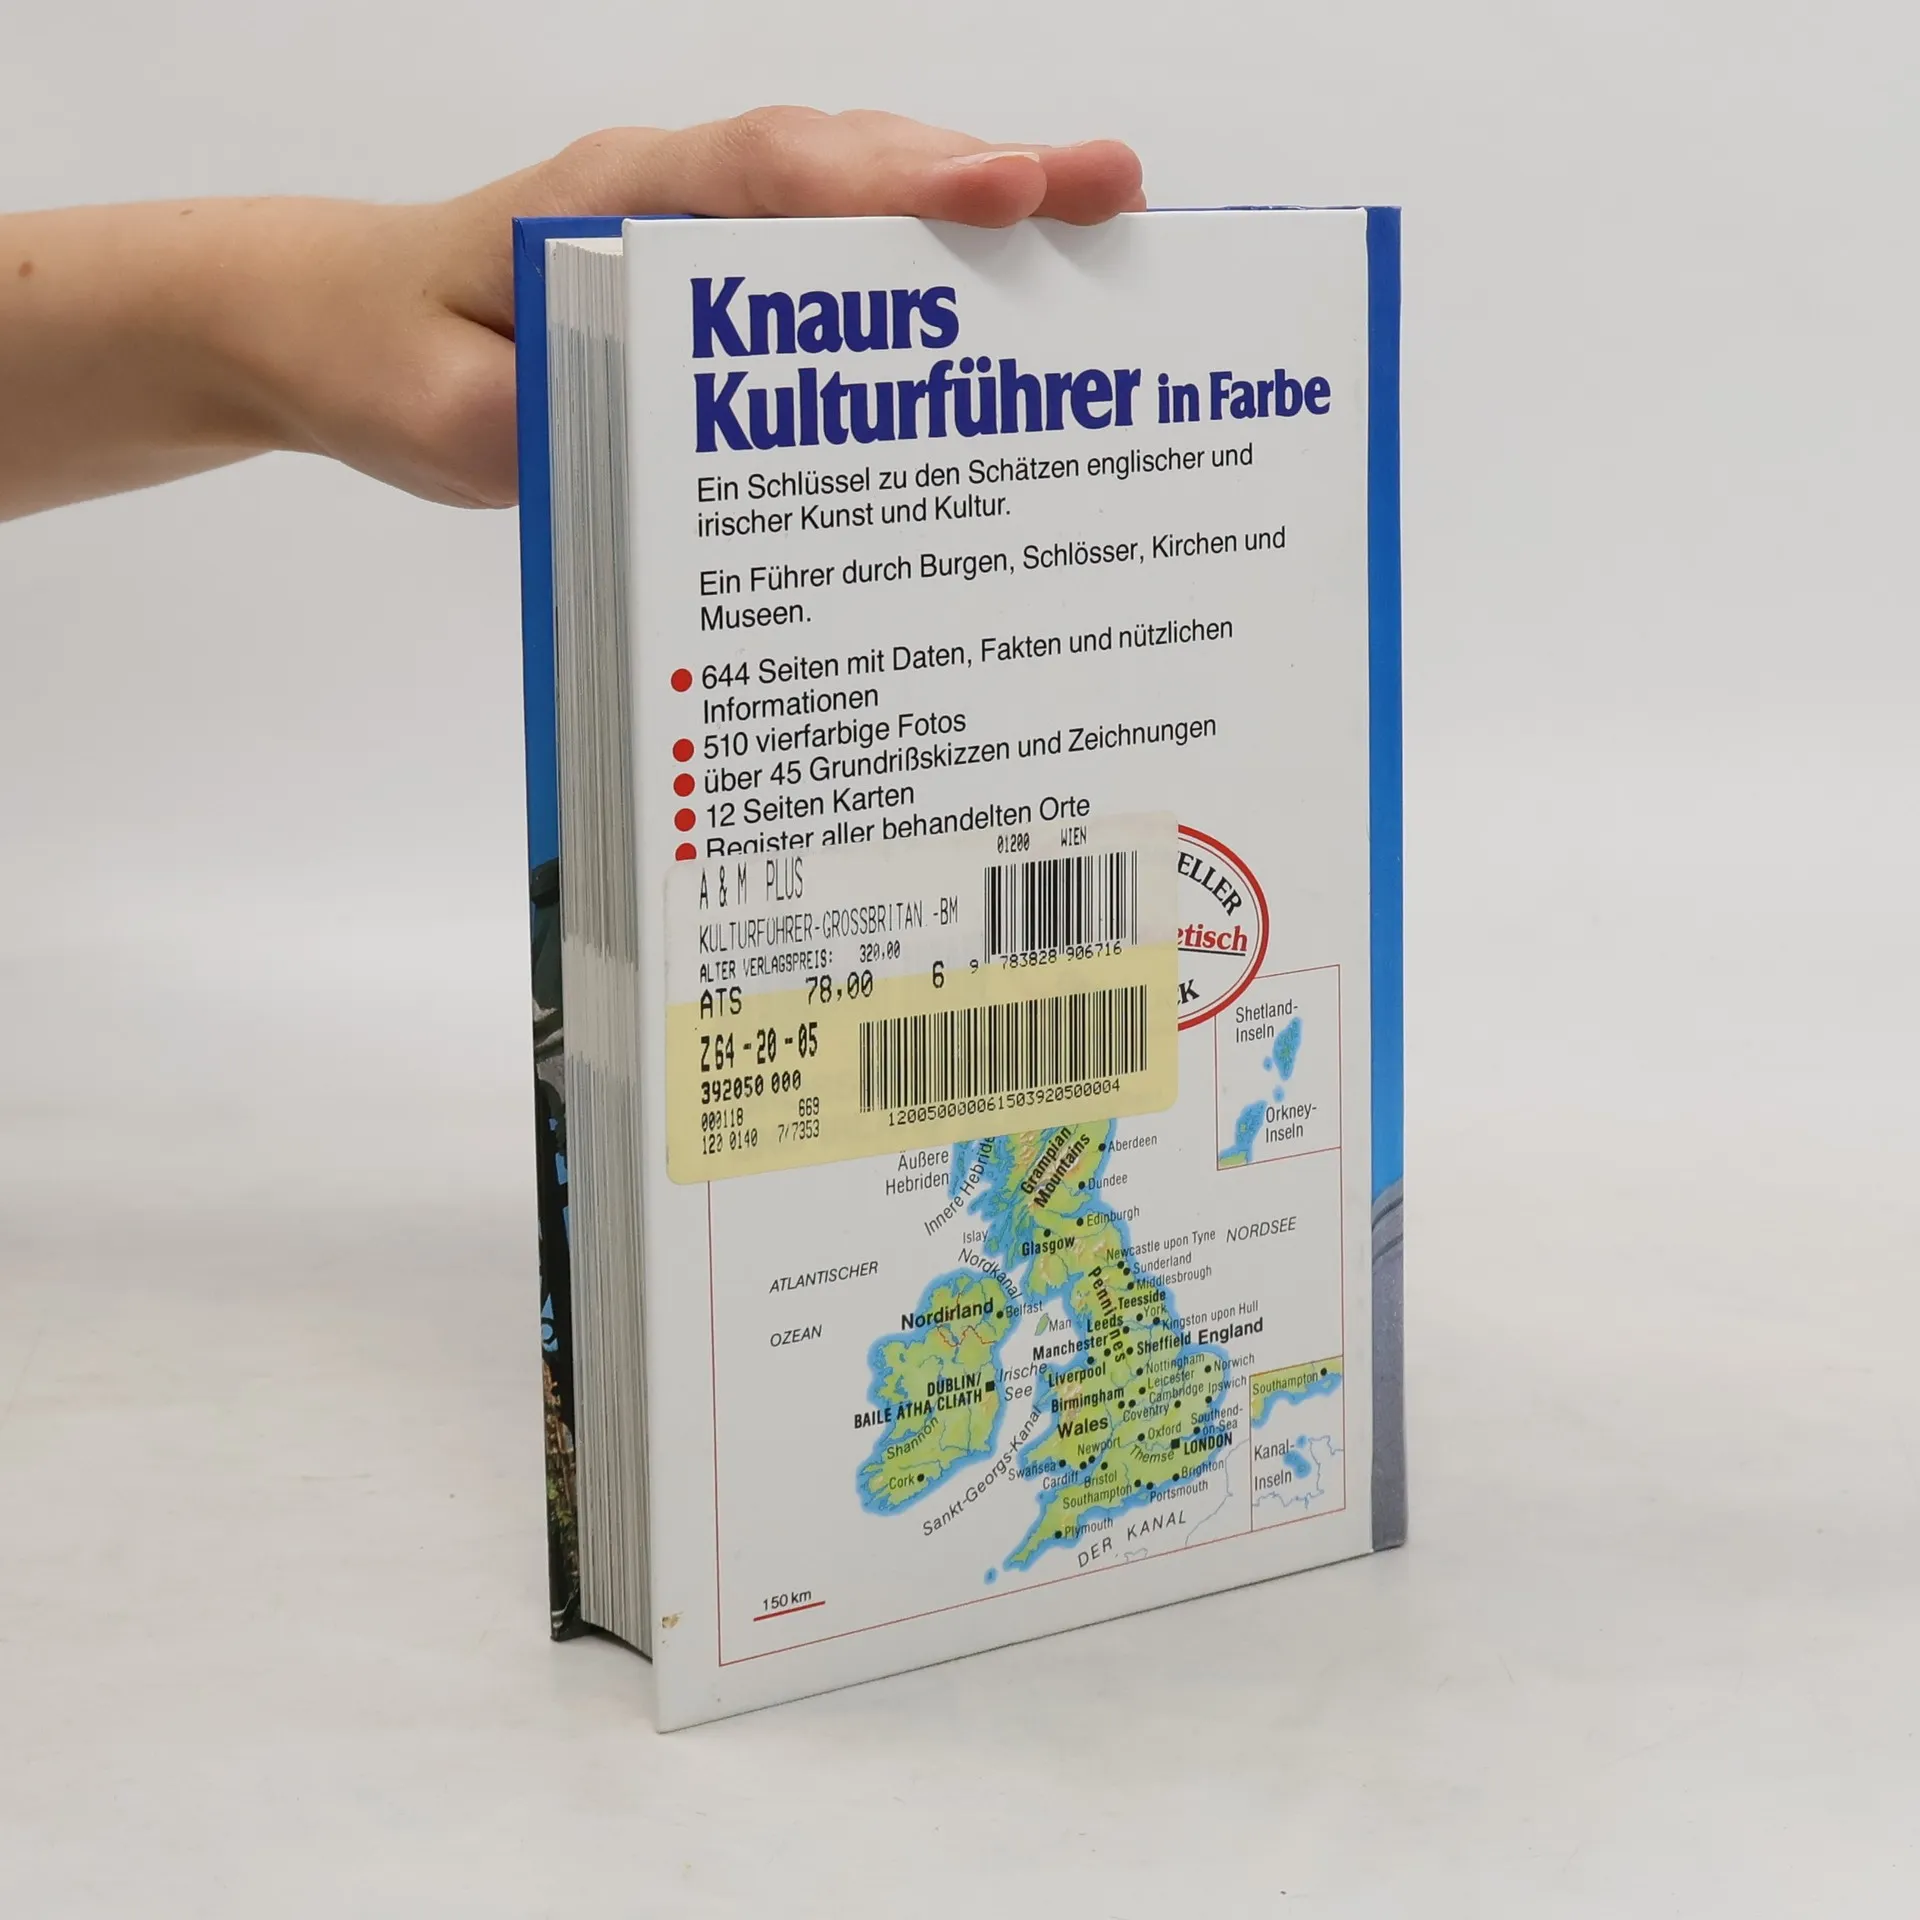 Knaurs
Kulturführer in Farbe
Ein Schlüssel zu den Schätzen englischer und
irischer Kunst und Kultur.
Ein Führer durch Burgen, Schlösser, Kirchen und
Museen.
644 Seiten mit Daten, Fakten und nützlichen
Informationen
510 vierfarbige Fotos
über 45 Grundrißskizzen und Zeichnungen
12 Seiten Karten
Register aller behandelten Orte
01200 WIEN
A & M PLUS
KULTURFÜHRER-GROSSBRITAN.-BM
ALTER VERLAGSPREIS: 320,00
ATS 78,00 6
9 783828 906716
Z64-20-05
392050 000
000118 669
120 0140 7/7353
120050000061503920500004
ELLER
etisch
CK
Shetland-
Inseln
Orkney-
Inseln
Äußere
Hebriden
Innere Hebride
Grampian
Mountains
Aberdeen
Dundee
Edinburgh
Islay
Glasgow
Nordkanal
Newcastle upon Tyne
NORDSEE
Sunderland
Middlesbrough
ATLANTISCHER
OZEAN
Nordirland
Belfast
Pennines
Teesside
Man
Leeds
York
Kingston upon Hull
Manchester
Sheffield
England
Irische
See
Liverpool
Nottingham
Norwich
DUBLIN/
BAILE ÁTHA CLIATH
Leicester
Birmingham
Cambridge
Ipswich
Southampton
Wales
Coventry
Southend-
on-Sea
Shannon
Newport
Oxford
Themse
LONDON
Kanal-
Inseln
Cork
Swansea
Cardiff
Bristol
Brighton
Sankt-Georgs-Kanal
Southampton
Portsmouth
Plymouth
DER KANAL
150 km